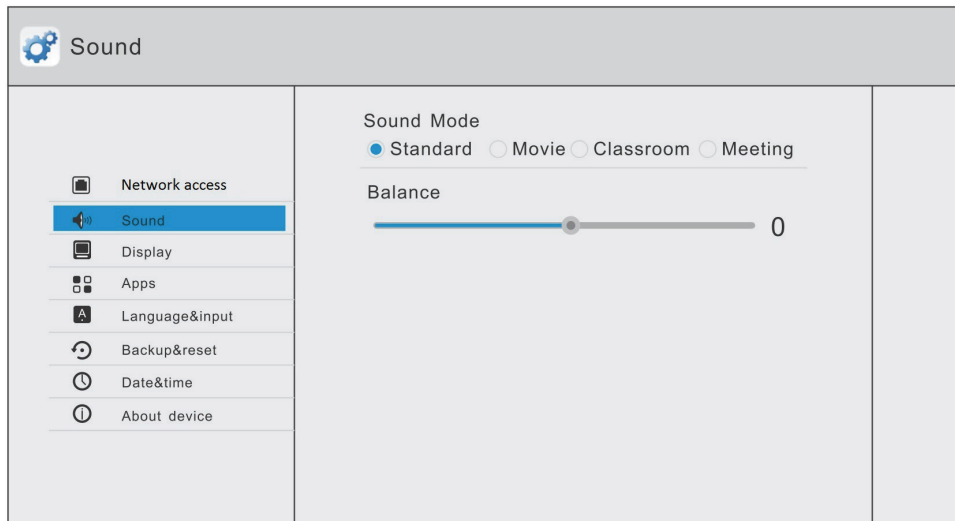 Sound
Network access
Sound
Display
Apps
Language&input
Backup&reset
Date&time
About device
Sound Mode
Standard Movie Classroom Meeting
Balance
0